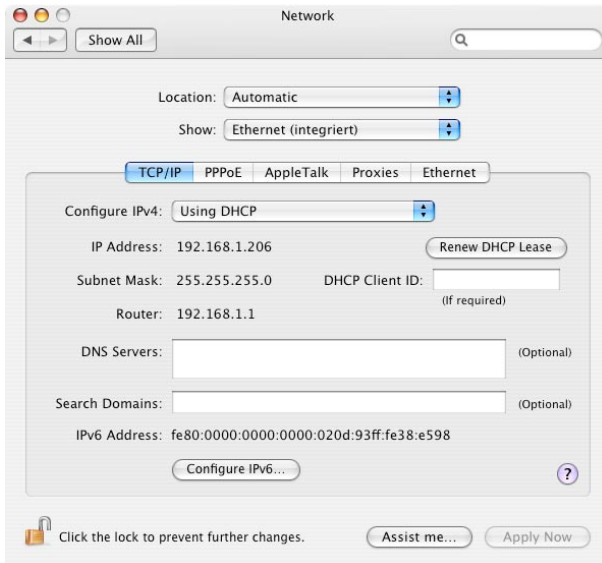 Network
Show All
Location: Automatic
Show: Ethernet (integriert)
TCP/IP PPPoE AppleTalk Proxies Ethernet
Configure IPv4: Using DHCP
IP Address: 192.168.1.206 Renew DHCP Lease
Subnet Mask: 255.255.255.0 DHCP Client ID:
(If required)
Router: 192.168.1.1
DNS Servers: (Optional)
Search Domains: (Optional)
IPv6 Address: fe80:0000:0000:0000:020d:93ff:fe38:e598
Configure IPv6... ?
Click the lock to prevent further changes. Assist me... Apply Now